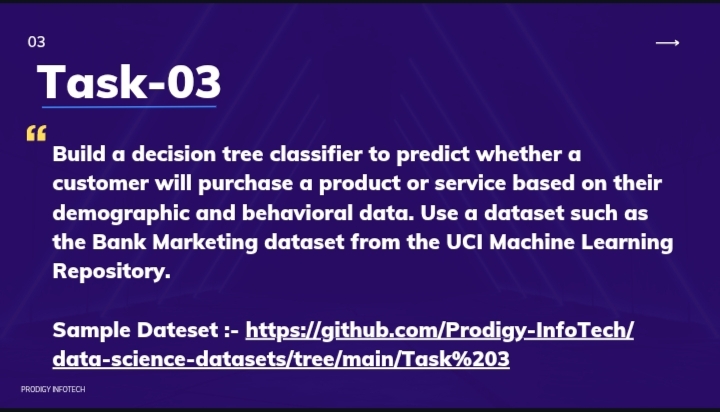 03
Task-03
“
Build a decision tree classifier to predict whether a
customer will purchase a product or service based on their
demographic and behavioral data. Use a dataset such as
the Bank Marketing dataset from the UCI Machine Learning
Repository.
Sample Dateset :- https://github.com/Prodigy-InfoTech/
data-science-datasets/tree/main/Task%203
PRODIGY INFOTECH